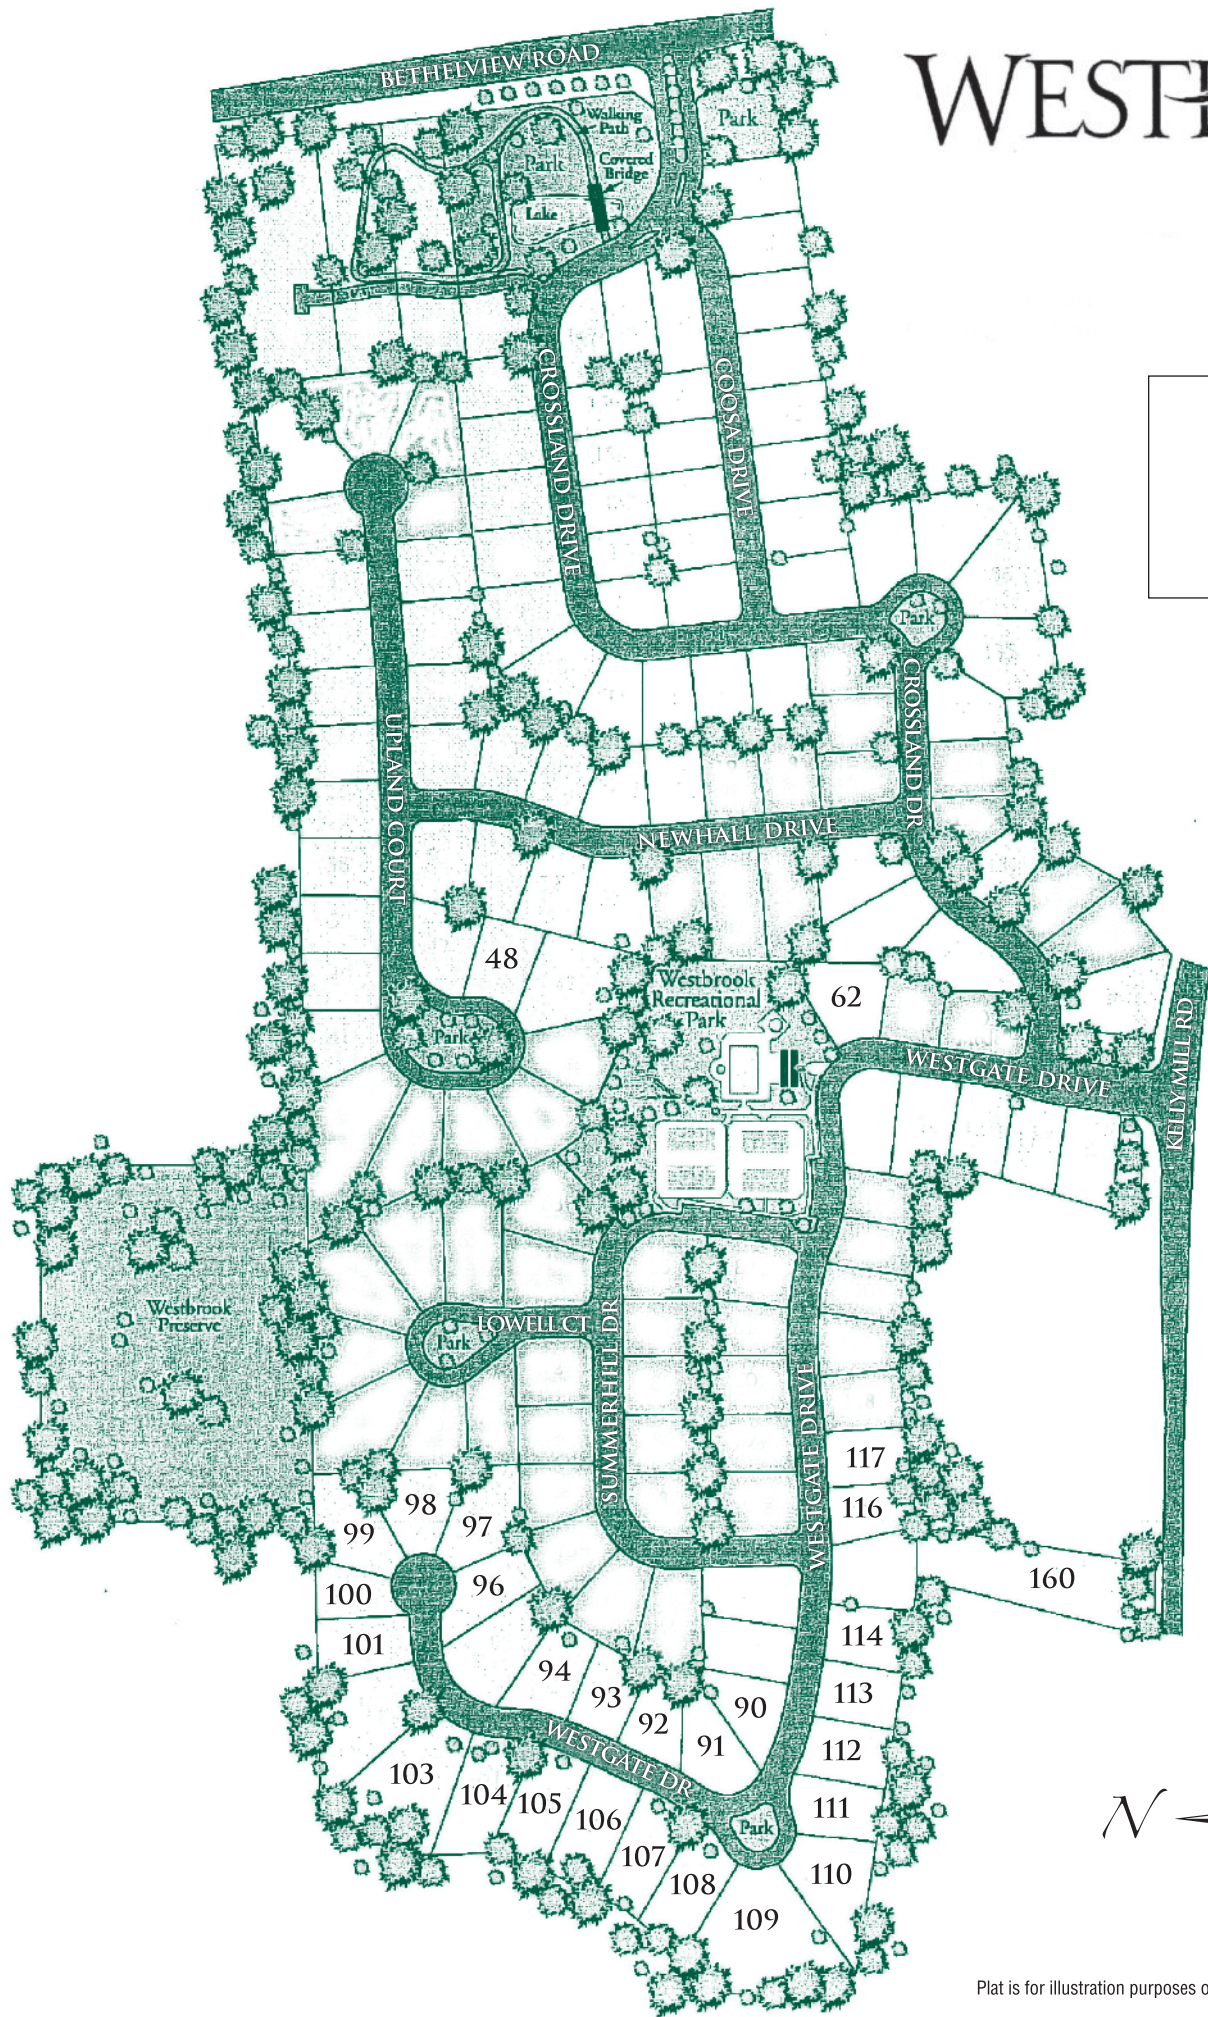 BETHELVIEW ROAD
WEST
Walking
Path
Park
Park
Covered
Bridge
Lake
CROSSLAND DRIVE
COOSA DRIVE
Park
CROSSLAND DR
UPLAND COURT
NEWHALL DRIVE
48
Westbrook
Recreational
Park
62
Park
WESTGATE DRIVE
KELLY MILL RD
Westbrook
Preserve
LOWELL CT
Park
SUMMERHILL DR
WESTGATE DRIVE
117
116
98
99
97
96
100
160
101
114
94
93
92
90
91
113
112
WESTGATE DR
103
104
105
106
107
108
111
Park
110
109
N
Plat is for illustration purposes